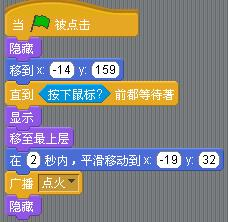 当 被点击
隐藏
移到 x: -14 y: 159
直到 按下鼠标? 前都等待著
显示
移至最上层
在 2 秒内，平滑移动到 x: -19 y: 32
广播 点火
隐藏